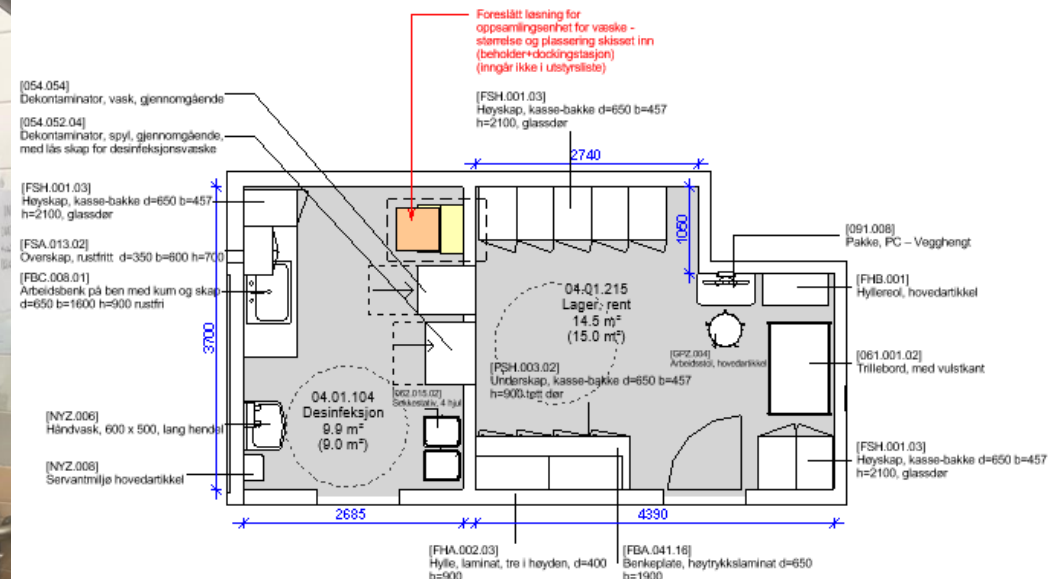 Foreslått løsning for
oppsamlingsenhet for væske -
størrelse og plassering skisset inn
(beholder+dockingstasjon)
(inngår ikke i utstyrsliste)
[054.054]
Dekontaminator, vask, gjennomgående
[054.052.04]
Dekontaminator, spyl, gjennomgående,
med lås skap for desinfeksjonsvæske
[FSH.001.03]
Høyskap, kasse-bakke d=650 b=457
h=2100, glassdør
[FSA.013.02]
Overskap, rustfritt d=350 b=600 h=700
[FBC.008.01]
Arbeidsbenk på ben med kum og skap
d=650 b=1600 h=900 rustfri
[NYZ.006]
Håndvask, 600 x 500, lang hendel
[NYZ.008]
Servantmiljø hovedartikkel
[FSH.001.03]
Høyskap, kasse-bakke d=650 b=457
h=2100, glassdør
2740
1050
3700
04.01.104
Desinfeksjon
9.9 m²
(9.0 m²)
[062.015.02]
Sekkestativ, 4 hjul
04.01.215
Lager, rent
14.5 m²
(15.0 m²)
[PSH.003.02]
Underskap, kasse-bakke d=650 b=457
h=900 tett dør
[GPZ.004]
Arbeidsstol, hovedartikkel
[091.008]
Pakke, PC – Vegghengt
[FHB.001]
Hyllereol, hovedartikkel
[061.001.02]
Trillebord, med vulstkant
[FSH.001.03]
Høyskap, kasse-bakke d=650 b=457
h=2100, glassdør
2685
4390
[FHA.002.03]
Hylle, laminat, tre i høyden, d=400
h=900
[FBA.041.16]
Benkeplate, høytrykkslaminat d=650
h=1900